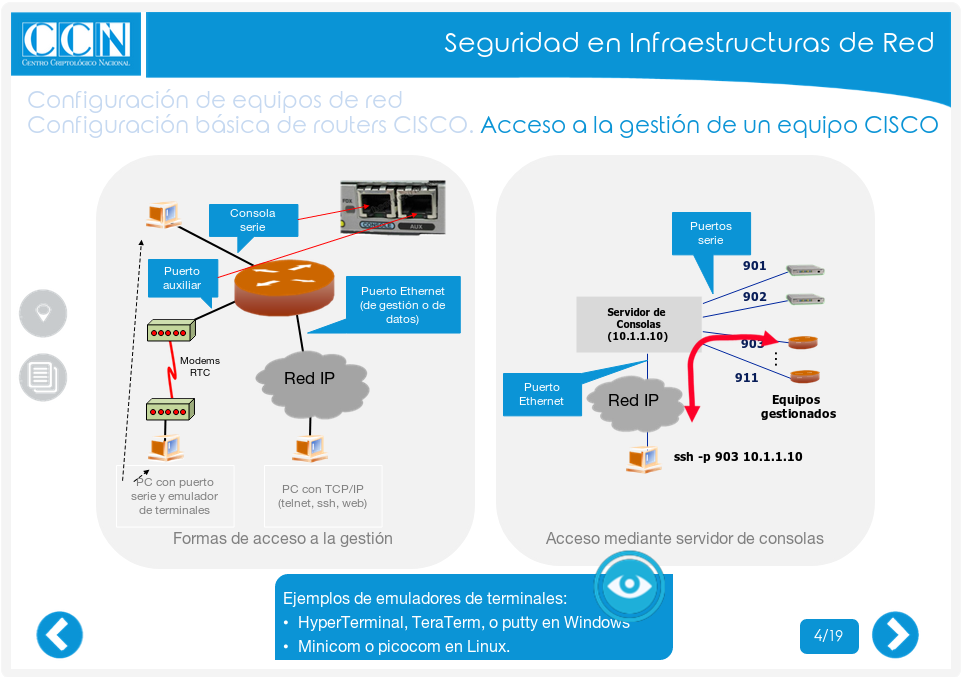 CCN
CENTRO CRIPTOLÓGICO NACIONAL
Seguridad en Infraestructuras de Red
Configuración de equipos de red
Configuración básica de routers CISCO. Acceso a la gestión de un equipo CISCO
Consola
serie
CONSOLE
AUX
Puerto
auxiliar
Puerto Ethernet
(de gestión o de
datos)
Modems
RTC
Red IP
PC con puerto
serie y emulador
de terminales
PC con TCP/IP
(telnet, ssh, web)
Formas de acceso a la gestión
Puertos
serie
901
902
903
911
Servidor de
Consolas
(10.1.1.10)
Puerto
Ethernet
Red IP
Equipos
gestionados
ssh -p 903 10.1.1.10
Acceso mediante servidor de consolas
Ejemplos de emuladores de terminales:
• HyperTerminal, TeraTerm, o putty en Windows
• Minicom o picocom en Linux.
4/19